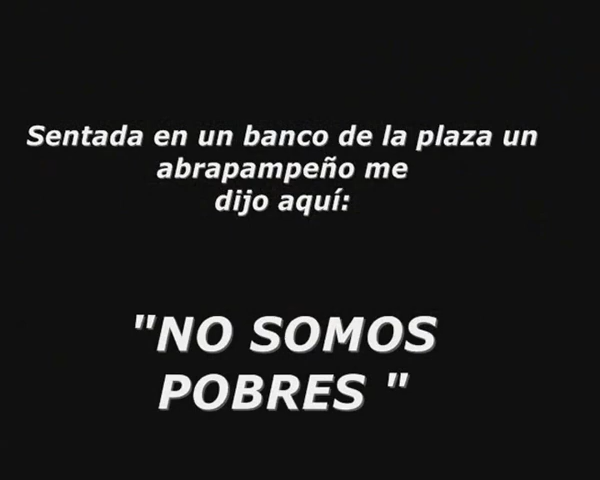 Sentada en un banco de la plaza un
abrapampeño me
dijo aquí:
"NO SOMOS
POBRES "